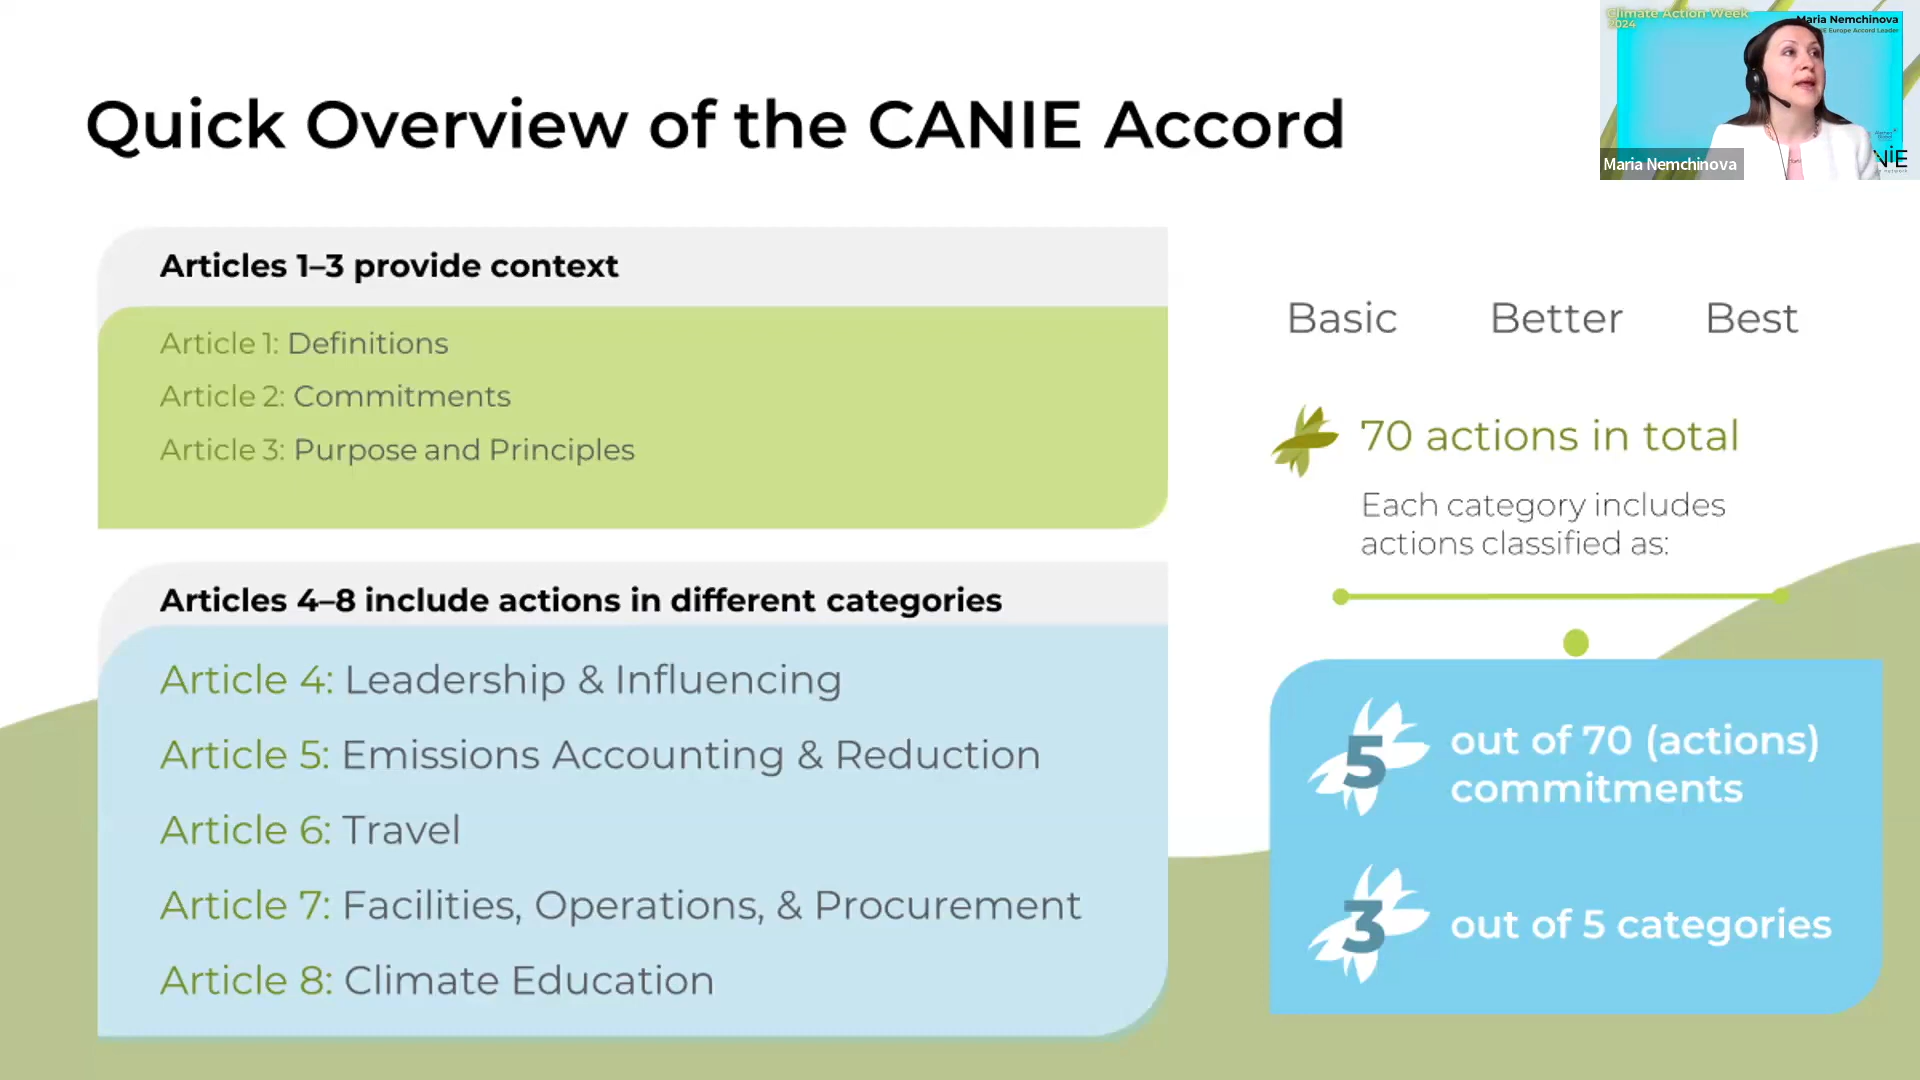 Climate Action Week
2024
Maria Nemchinova
Europe Accord Leader
NIE
Maria Nemchinova
Quick Overview of the CANIE Accord
Articles 1–3 provide context
Article 1: Definitions
Article 2: Commitments
Article 3: Purpose and Principles
Articles 4–8 include actions in different categories
Article 4: Leadership & Influencing
Article 5: Emissions Accounting & Reduction
Article 6: Travel
Article 7: Facilities, Operations, & Procurement
Article 8: Climate Education
Basic Better Best
70 actions in total
Each category includes
actions classified as:
5 out of 70 (actions)
commitments
3 out of 5 categories